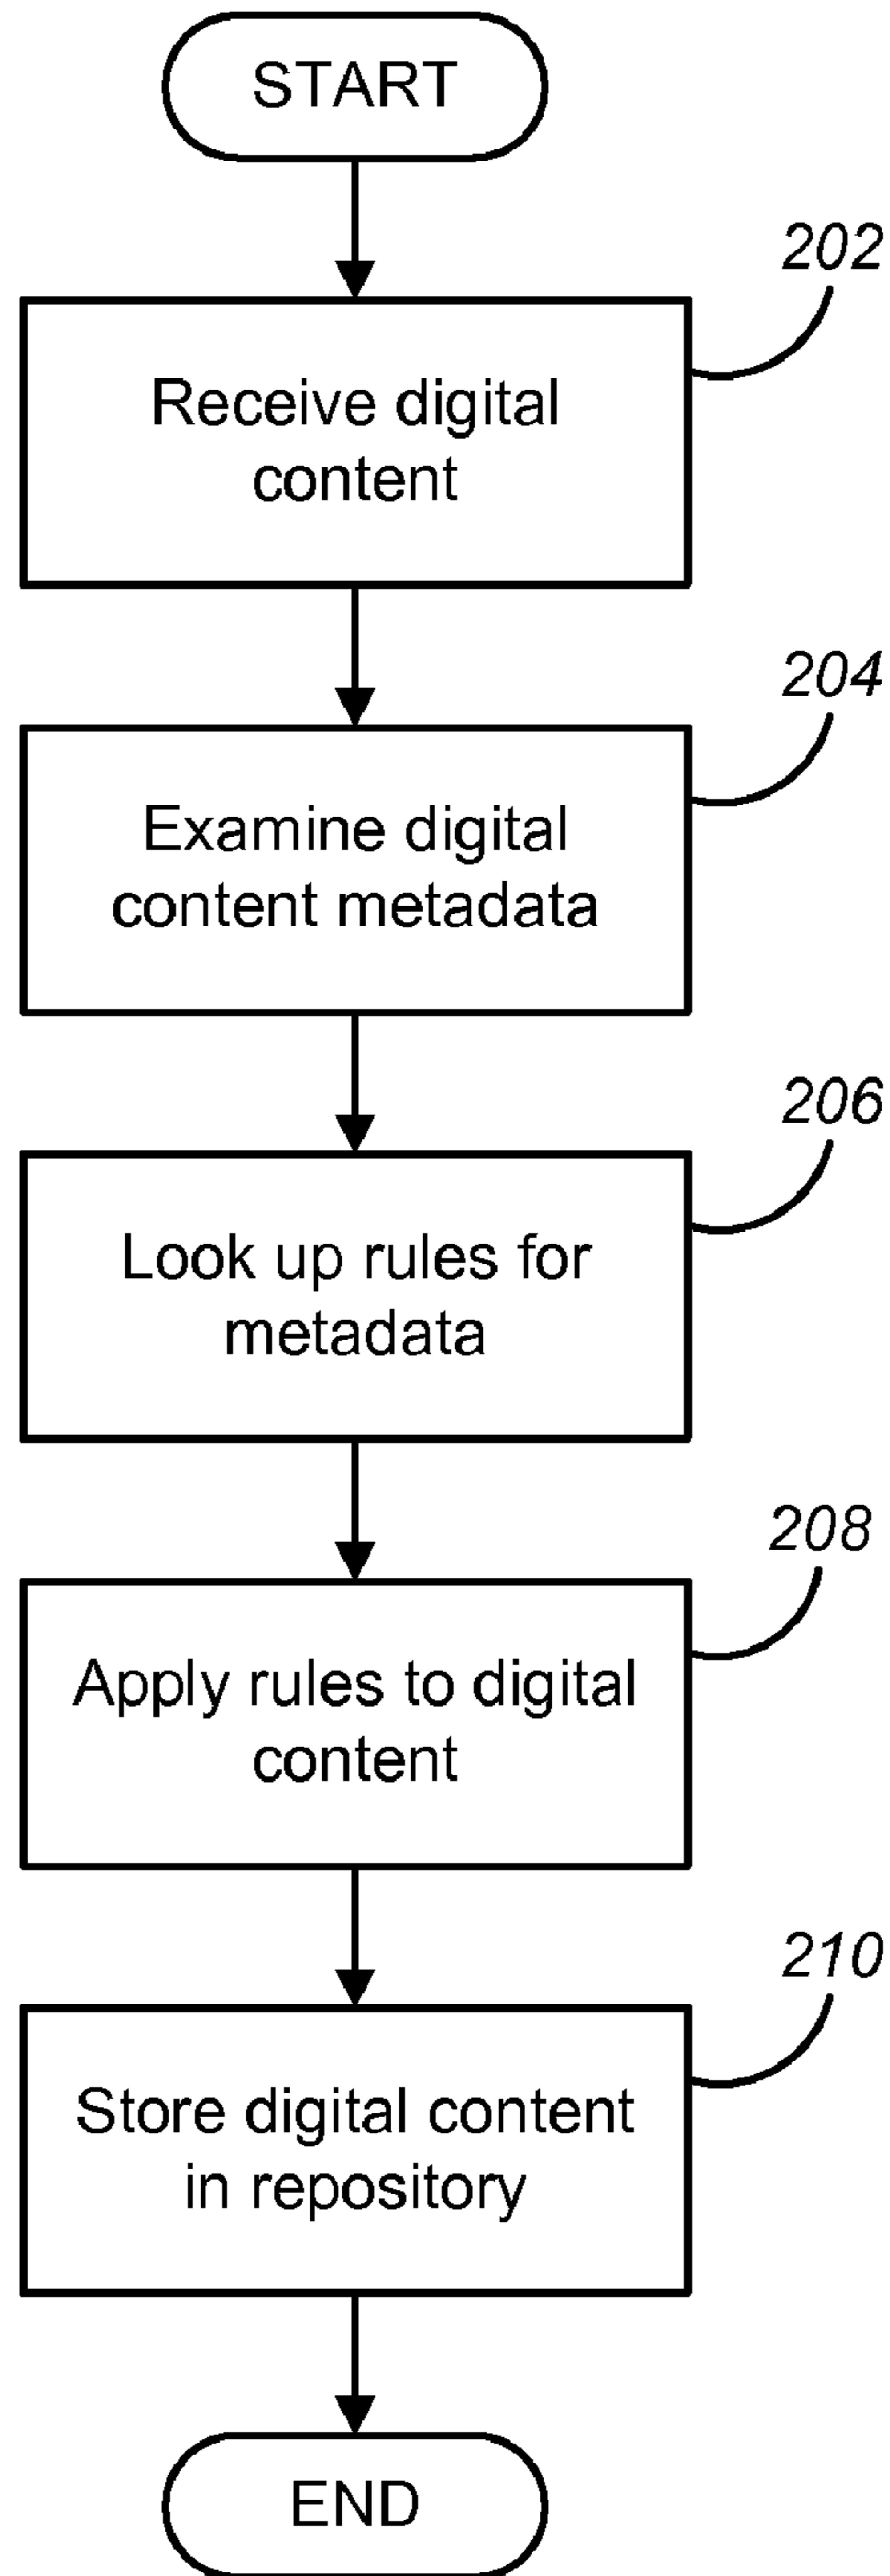 START
202
Receive digital
content
204
Examine digital
content metadata
206
Look up rules for
metadata
208
Apply rules to digital
content
210
Store digital content
in repository
END